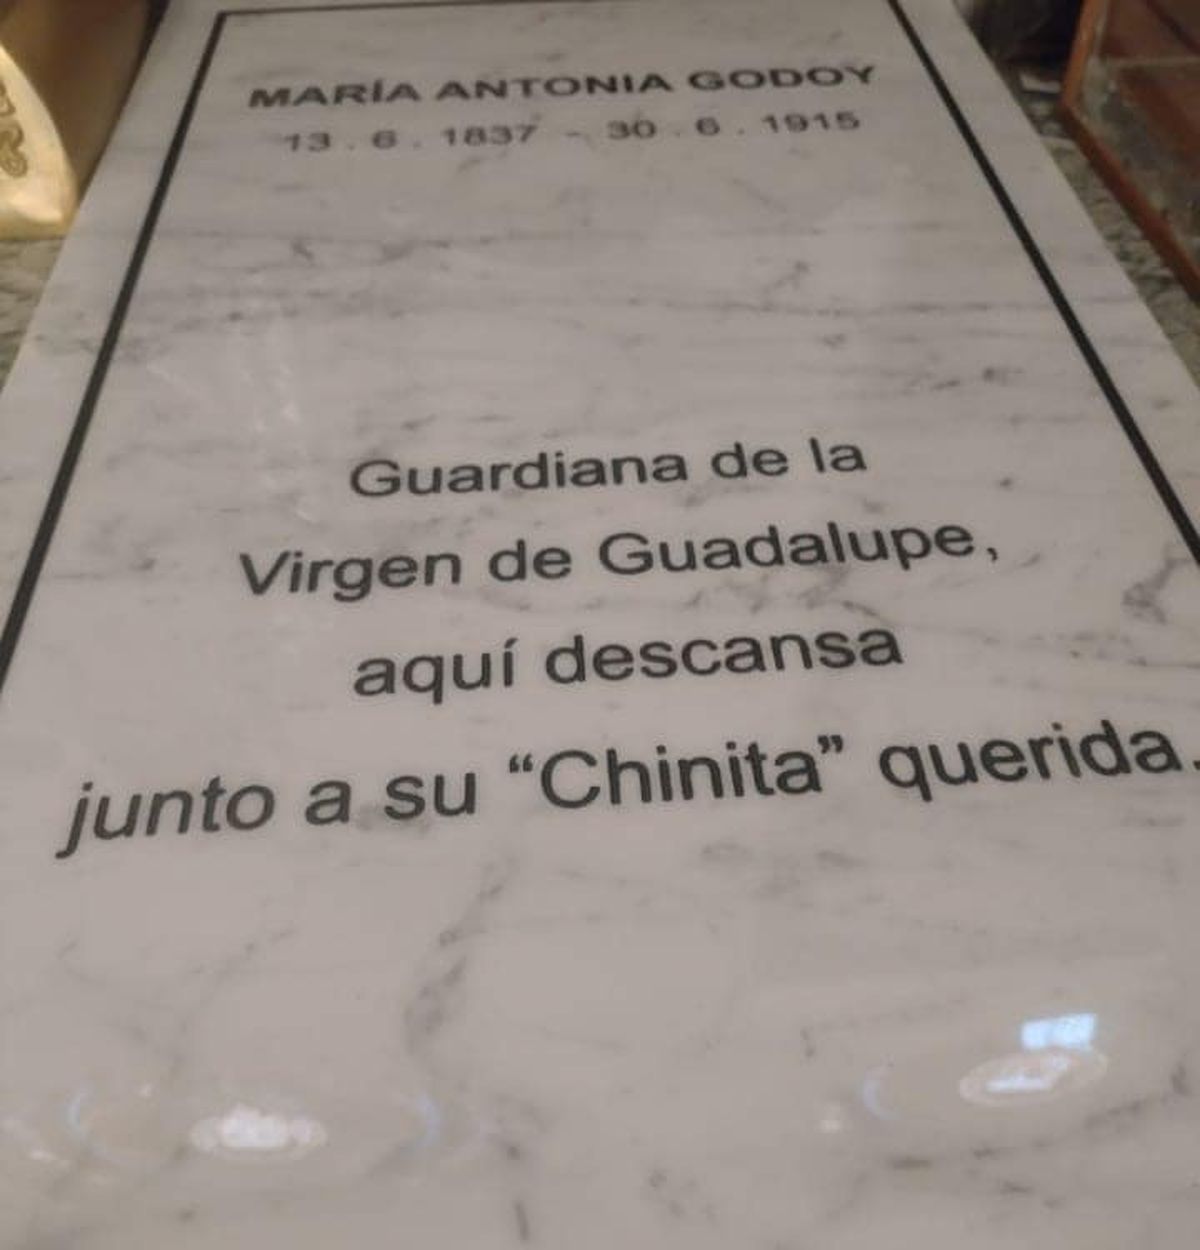 MARÍA ANTONIA GODOY
13 . 6 . 1837 - 30 . 6 . 1915
Guardiana de la
Virgen de Guadalupe,
aquí descansa
junto a su “Chinita” querida.